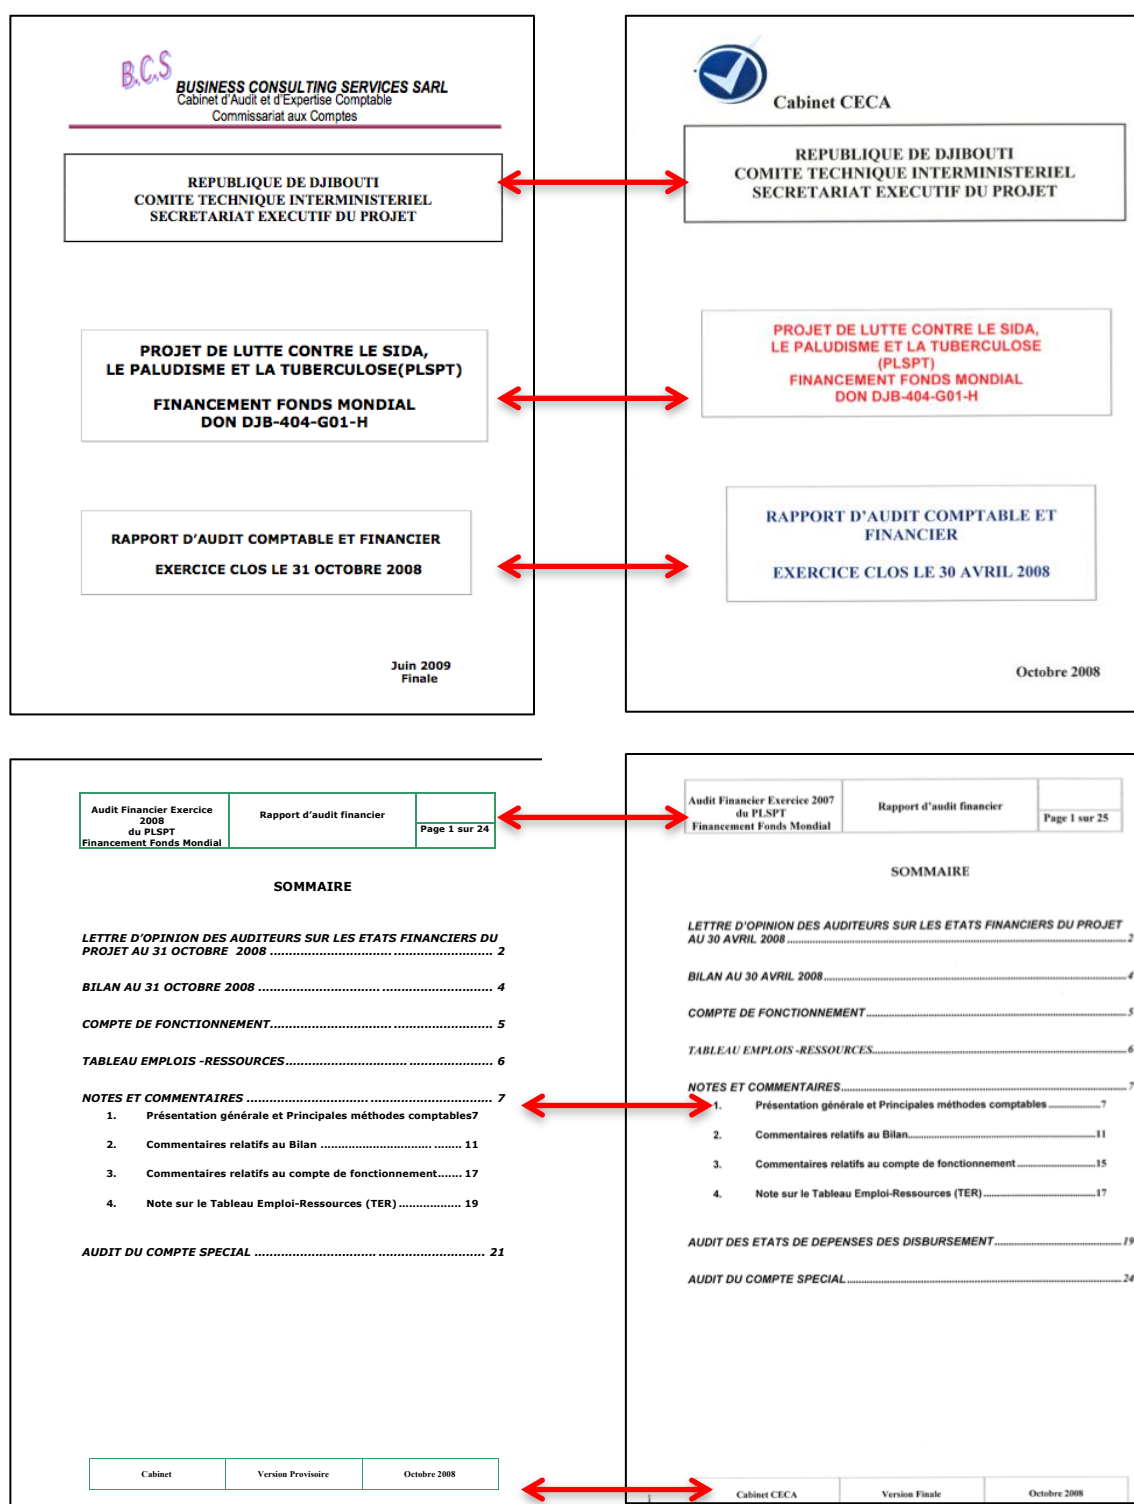 B.C.S
BUSINESS CONSULTING SERVICES SARL
Cabinet d'Audit et d'Expertise Comptable
Commissariat aux Comptes
REPUBLIQUE DE DJIBOUTI
COMITE TECHNIQUE INTERMINISTERIEL
SECRETARIAT EXECUTIF DU PROJET
PROJET DE LUTTE CONTRE LE SIDA,
LE PALUDISME ET LA TUBERCULOSE(PLSPT)
FINANCEMENT FONDS MONDIAL
DON DJB-404-G01-H
RAPPORT D'AUDIT COMPTABLE ET FINANCIER
EXERCICE CLOS LE 31 OCTOBRE 2008
Juin 2009
Finale
Cabinet CECA
REPUBLIQUE DE DJIBOUTI
COMITE TECHNIQUE INTERMINISTERIEL
SECRETARIAT EXECUTIF DU PROJET
PROJET DE LUTTE CONTRE LE SIDA,
LE PALUDISME ET LA TUBERCULOSE
(PLSPT)
FINANCEMENT FONDS MONDIAL
DON DJB-404-G01-H
RAPPORT D'AUDIT COMPTABLE ET
FINANCIER
EXERCICE CLOS LE 30 AVRIL 2008
Octobre 2008
Audit Financier Exercice
2008
du PLSPT
Financement Fonds Mondial
Rapport d'audit financier
Page 1 sur 24
SOMMAIRE
LETTRE D'OPINION DES AUDITEURS SUR LES ETATS FINANCIERS DU
PROJET AU 31 OCTOBRE 2008 ........ 2
BILAN AU 31 OCTOBRE 2008 ........ 4
COMPTE DE FONCTIONNEMENT........ 5
TABLEAU EMPLOIS -RESSOURCES........ 6
NOTES ET COMMENTAIRES ........ 7
1. Présentation générale et Principales méthodes comptables7
2. Commentaires relatifs au Bilan ........ 11
3. Commentaires relatifs au compte de fonctionnement....... 17
4. Note sur le Tableau Emploi-Ressources (TER) ........ 19
AUDIT DU COMPTE SPECIAL ........ 21
Cabinet
Version Provisoire
Octobre 2008
Audit Financier Exercice 2007
du PLSPT
Financement Fonds Mondial
Rapport d'audit financier
Page 1 sur 25
SOMMAIRE
LETTRE D'OPINION DES AUDITEURS SUR LES ETATS FINANCIERS DU PROJET
AU 30 AVRIL 2008 ........ 2
BILAN AU 30 AVRIL 2008 ........ 4
COMPTE DE FONCTIONNEMENT ........ 5
TABLEAU EMPLOIS -RESSOURCES........ 6
NOTES ET COMMENTAIRES........ 7
1. Présentation générale et Principales méthodes comptables ........ 7
2. Commentaires relatifs au Bilan........ 11
3. Commentaires relatifs au compte de fonctionnement ........ 15
4. Note sur le Tableau Emploi-Ressources (TER) ........ 17
AUDIT DES ETATS DE DEPENSES DES DISBURSEMENT........ 19
AUDIT DU COMPTE SPECIAL........ 24
Cabinet CECA
Version Finale
Octobre 2008